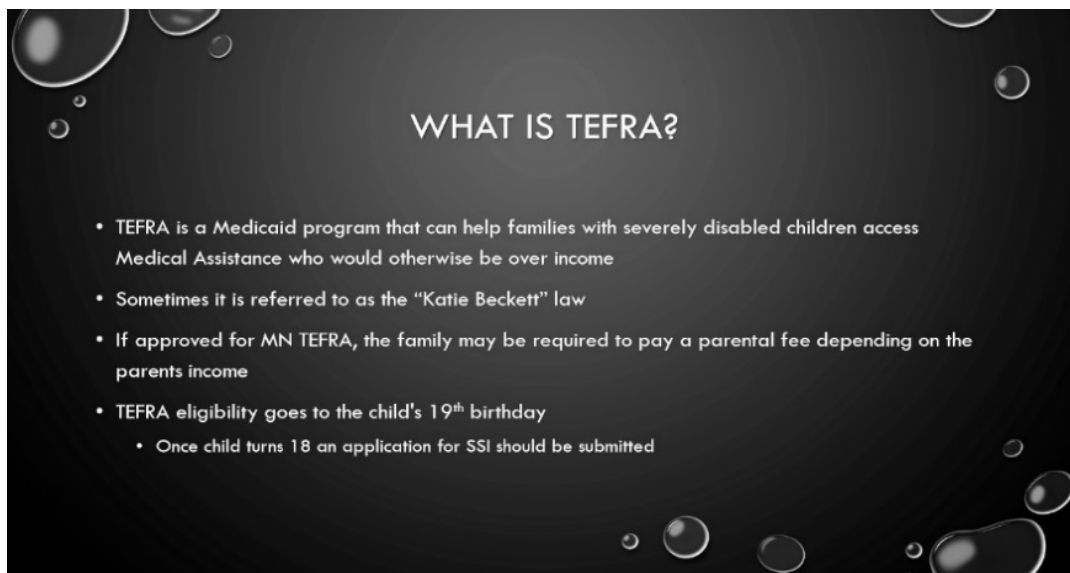 WHAT IS TEFRA?
• TEFRA is a Medicaid program that can help families with severely disabled children access
Medical Assistance who would otherwise be over income
• Sometimes it is referred to as the “Katie Beckett” law
• If approved for MN TEFRA, the family may be required to pay a parental fee depending on the
parents income
• TEFRA eligibility goes to the child's 19th birthday
• Once child turns 18 an application for SSI should be submitted